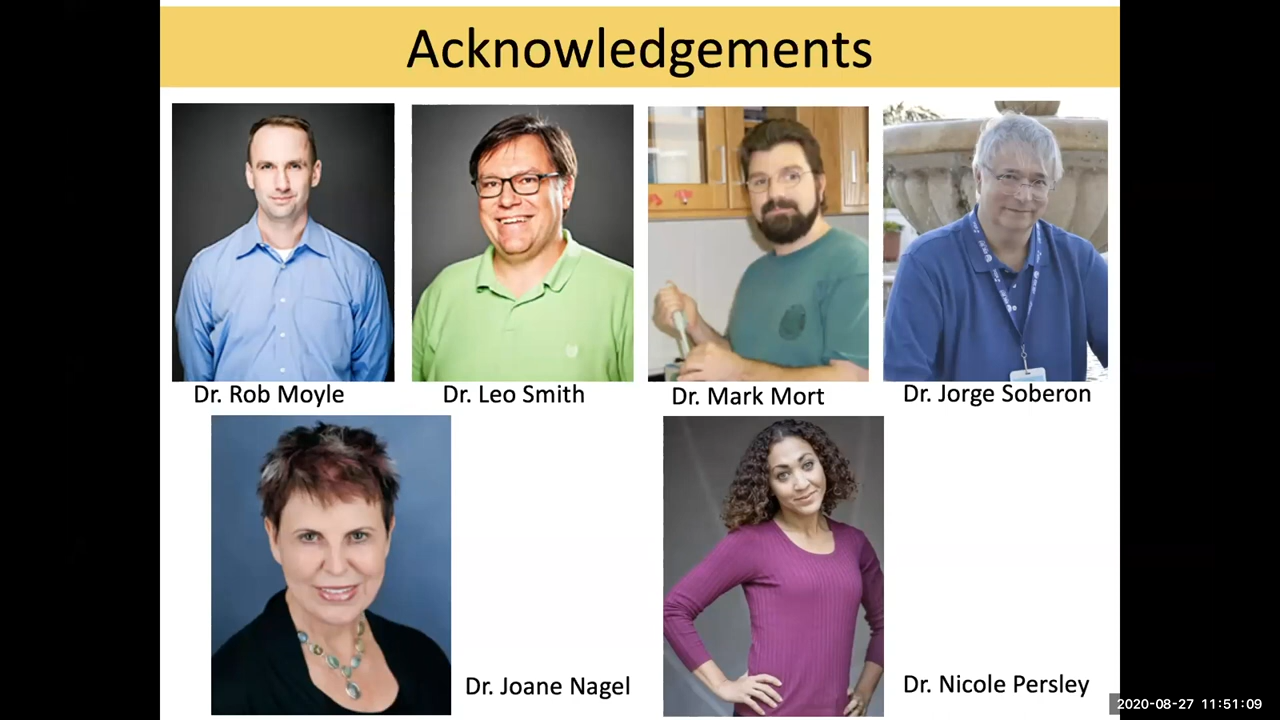 Acknowledgements
Dr. Rob Moyle
Dr. Leo Smith
Dr. Mark Mort
Dr. Jorge Soberon
Dr. Joane Nagel
Dr. Nicole Persley
2020-08-27 11:51:09